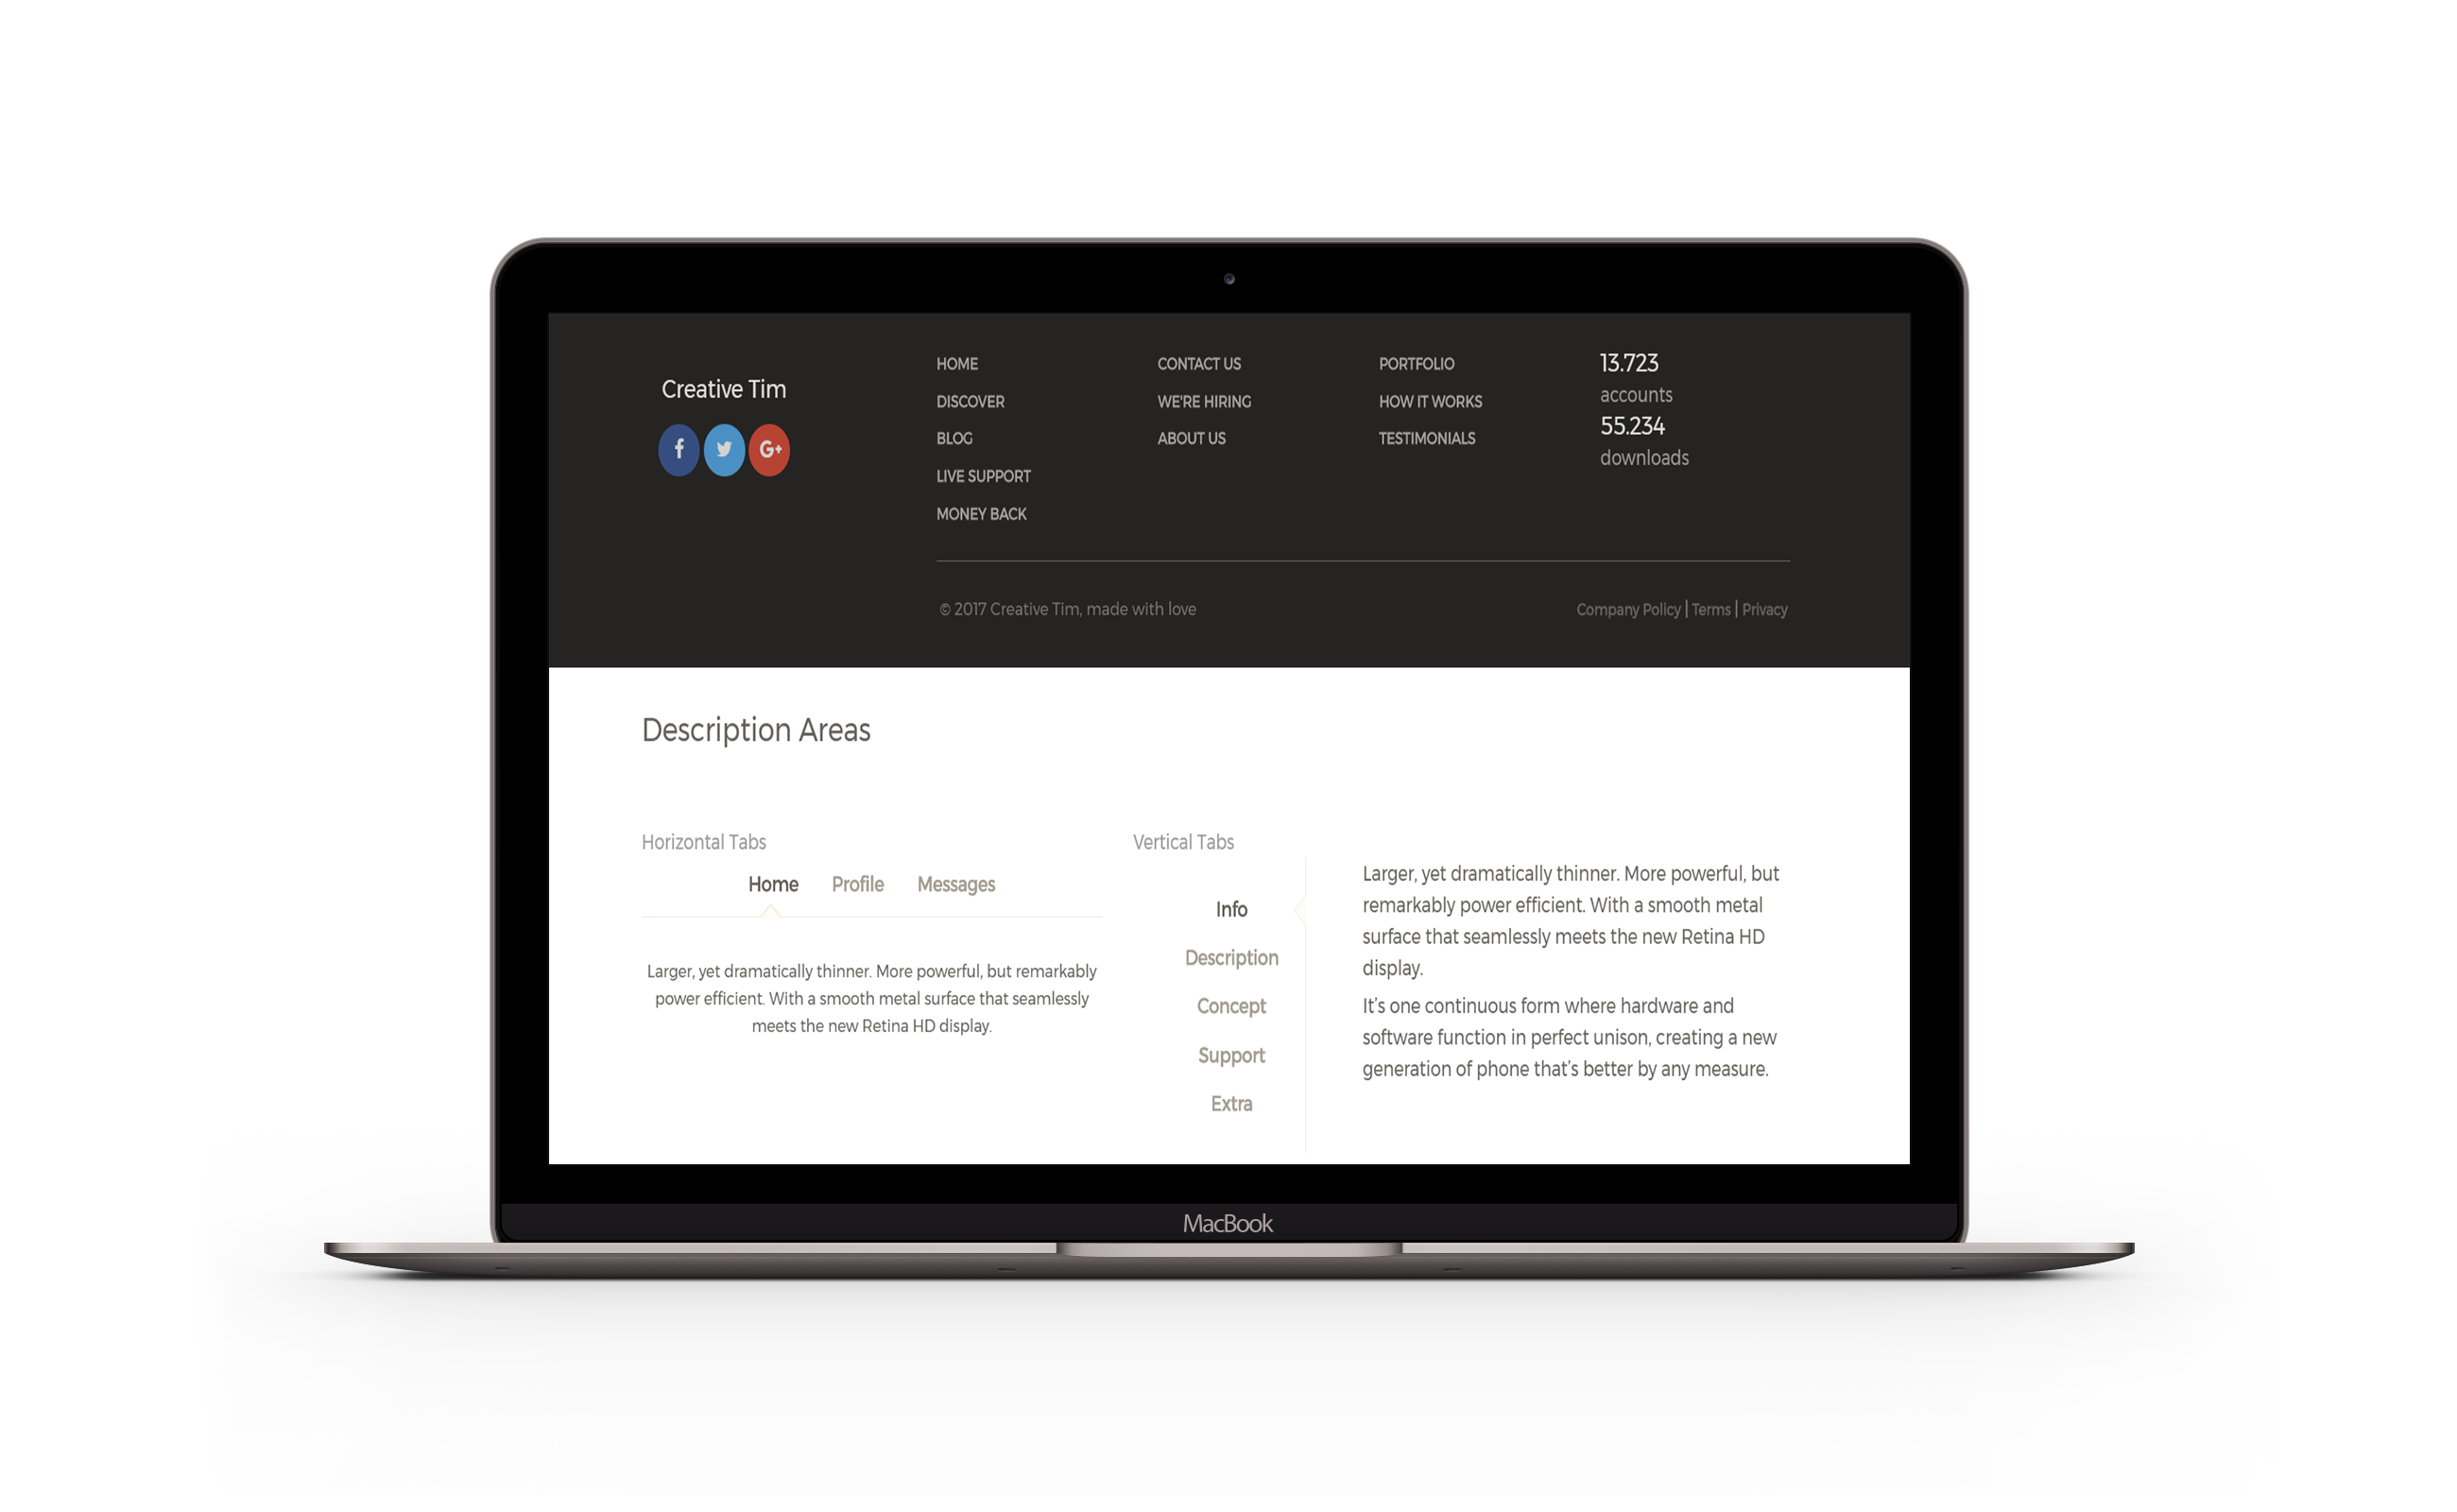 Creative Tim
HOME
DISCOVER
BLOG
LIVE SUPPORT
MONEY BACK
CONTACT US
WE'RE HIRING
ABOUT US
PORTFOLIO
HOW IT WORKS
TESTIMONIALS
13.723
accounts
55.234
downloads
© 2017 Creative Tim, made with love
Company Policy | Terms | Privacy
Description Areas
Horizontal Tabs
Home Profile Messages
Larger, yet dramatically thinner. More powerful, but remarkably
power efficient. With a smooth metal surface that seamlessly
meets the new Retina HD display.
Vertical Tabs
Info
Description
Concept
Support
Extra
Larger, yet dramatically thinner. More powerful, but
remarkably power efficient. With a smooth metal
surface that seamlessly meets the new Retina HD
display.
It’s one continuous form where hardware and
software function in perfect unison, creating a new
generation of phone that’s better by any measure.
MacBook